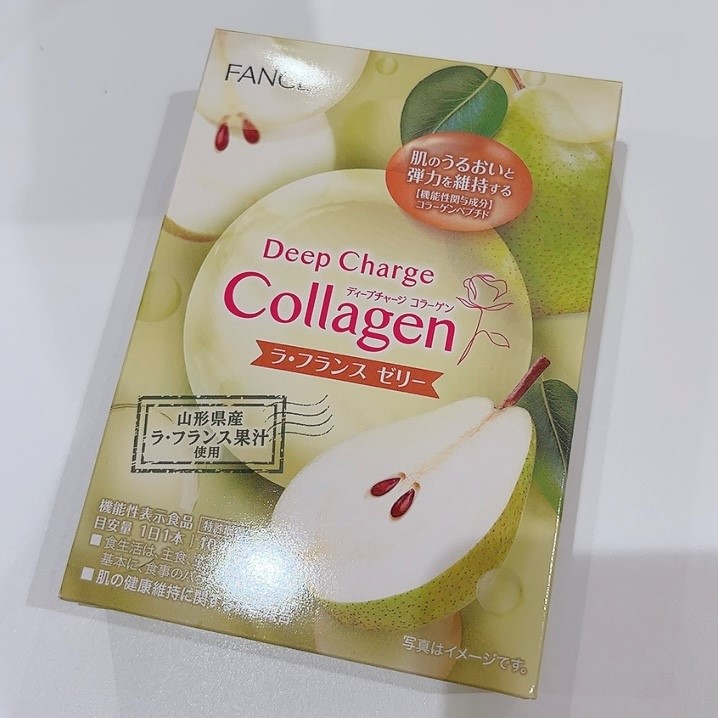 FANCL
肌のうるおいと
弾力を維持する
【機能性関与成分】
コラーゲンペプチド
Deep Charge
ディープチャージ コラーゲン
Collagen
ラ・フランス ゼリー
山形県産
ラ・フランス果汁
使用
機能性表示食品
目安量 1日1本
■食生活は、主食、
基本に、食事のバ
■肌の健康維持に関
写真はイメージです。